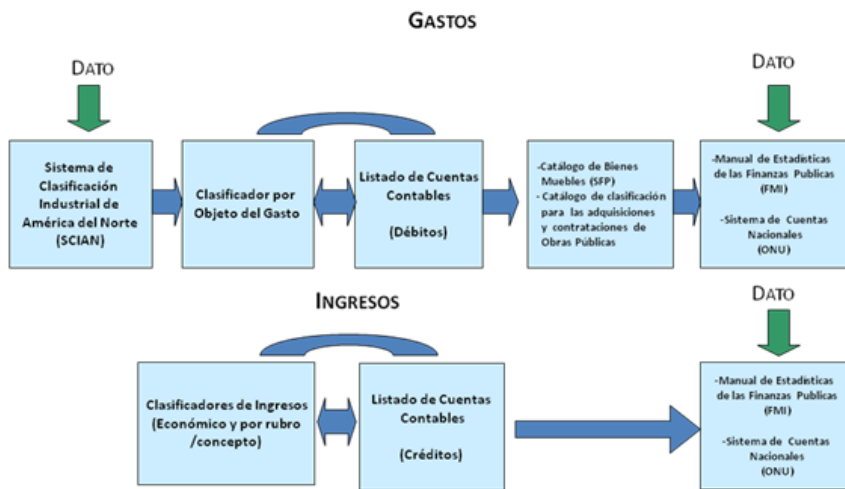 GASTOS
DATO
DATO
Sistema de
Clasificación
Industrial de
América del Norte
(SCIAN)
Clasificador por
Objeto del Gasto
Listado de Cuentas
Contables
(Débitos)
-Catálogo de Bienes
Muebles (SFP)
- Catálogo de clasificación
para las adquisiciones
y contrataciones de
Obras Públicas
-Manual de Estadísticas
de las Finanzas Publicas
(FMI)
-Sistema de Cuentas
Nacionales
(ONU)
INGRESOS
DATO
Clasificadores de Ingresos
(Económico y por rubro
/concepto)
Listado de Cuentas
Contables
(Créditos)
-Manual de Estadísticas
de las Finanzas Publicas
(FMI)
-Sistema de Cuentas
Nacionales
(ONU)